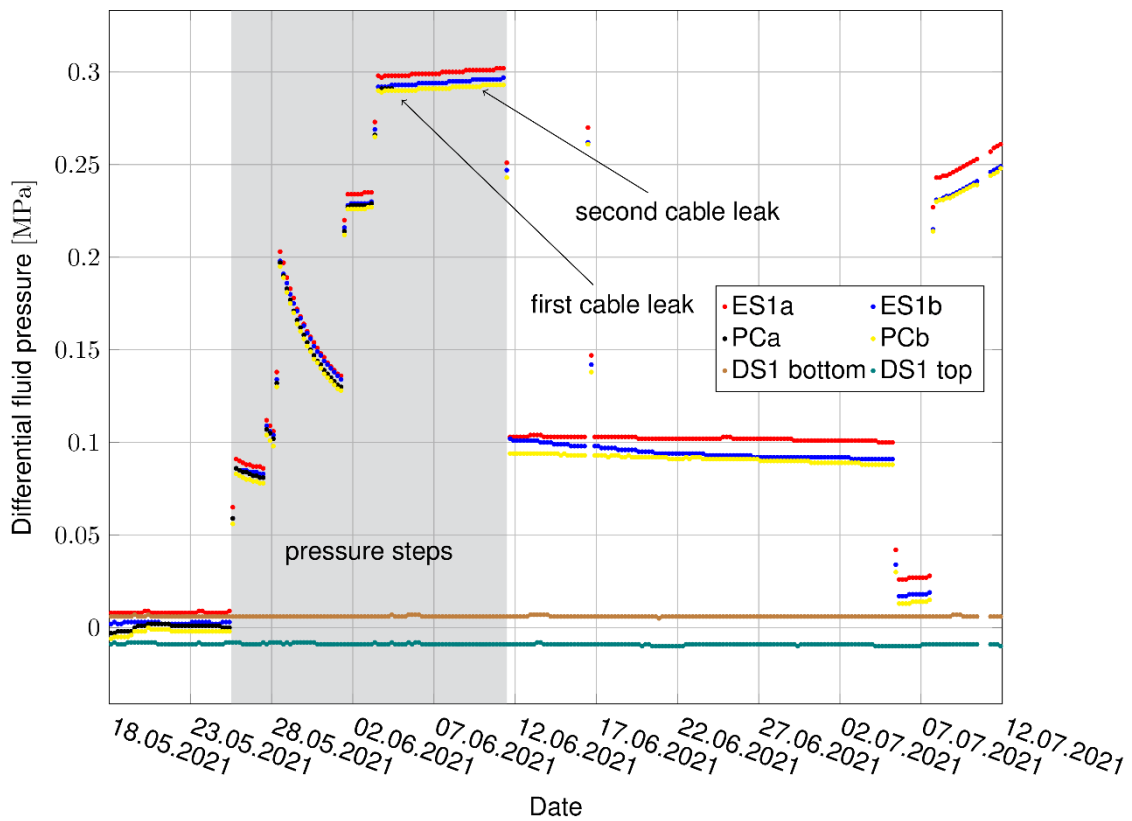 Differential fluid pressure [MPa]
0.3
0.25
0.2
0.15
0.1
0.05
0
second cable leak
first cable leak
ES1a ES1b
PCa PCb
DS1 bottom DS1 top
pressure steps
18.05.2021 23.05.2021 28.05.2021 02.06.2021 07.06.2021 12.06.2021 17.06.2021 22.06.2021 27.06.2021 02.07.2021 07.07.2021 12.07.2021
Date